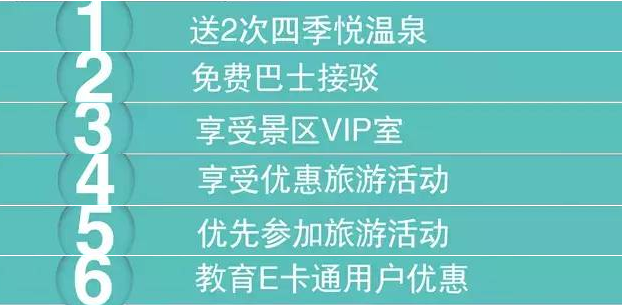 1 送2次四季悦温泉
2 免费巴士接驳
3 享受景区VIP室
4 享受优惠旅游活动
5 优先参加旅游活动
6 教育E卡通用户优惠